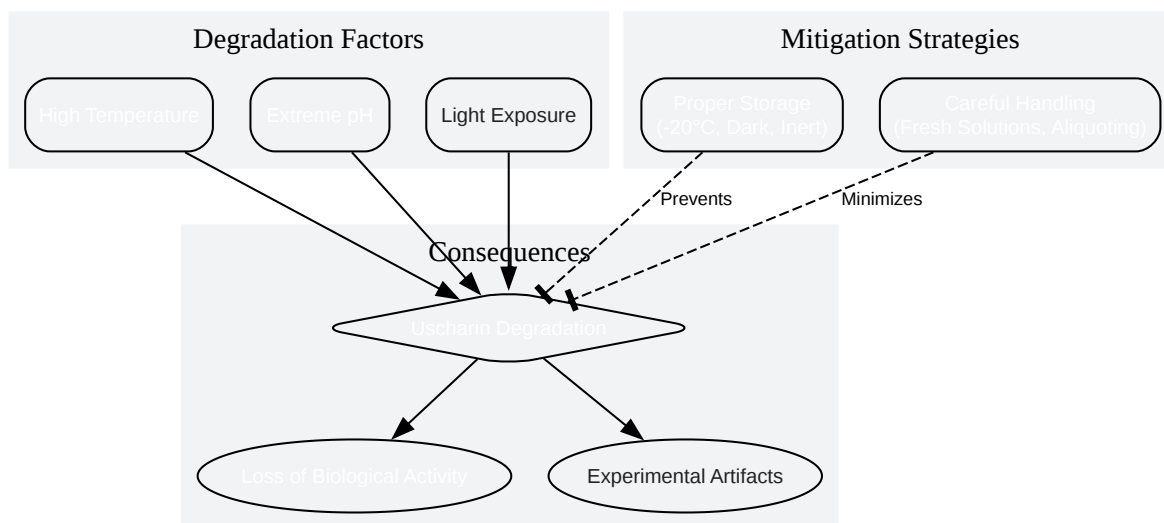 Degradation Factors
Mitigation Strategies
High Temperature
Extreme pH
Light Exposure
Proper Storage
(-20°C, Dark, Inert)
Careful Handling
(Fresh Solutions, Aliquoting)
Prevents
Minimizes
Consequences
Uscharin Degradation
Loss of Biological Activity
Experimental Artifacts